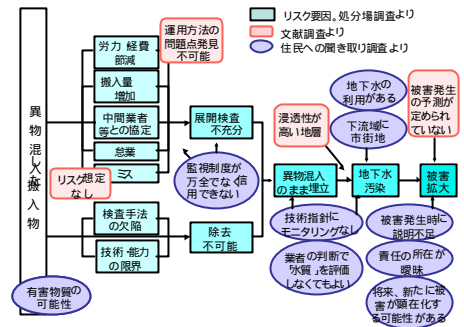 リスク要因。処分場調査より
文献調査より
住民への聞き取り調査より
異物混入した搬入物
労力・経費
節減
搬入量
増加
中間業者
等との協定
怠業
ミス
運用方法の
問題点発見
不可能
リスク想定
なし
検査手法
の欠陥
技術・能力
の限界
有害物質の
可能性
展開検査
不充分
監視制度が
万全でなく信
用できない
除去
不可能
浸透性が
高い地層
地下水の
利用がある
下流域に
市街地
被害発生
の予測が
定められ
ていない
異物混入
のまま埋立
地下水
汚染
被害
拡大
技術指針に
モニタリングなし
業者の判断で
「水質」を評価
しなくてもよい
被害発生時に
説明不足
責任の所在が
曖昧
将来、新たに被
害が顕在化す
る可能性がある